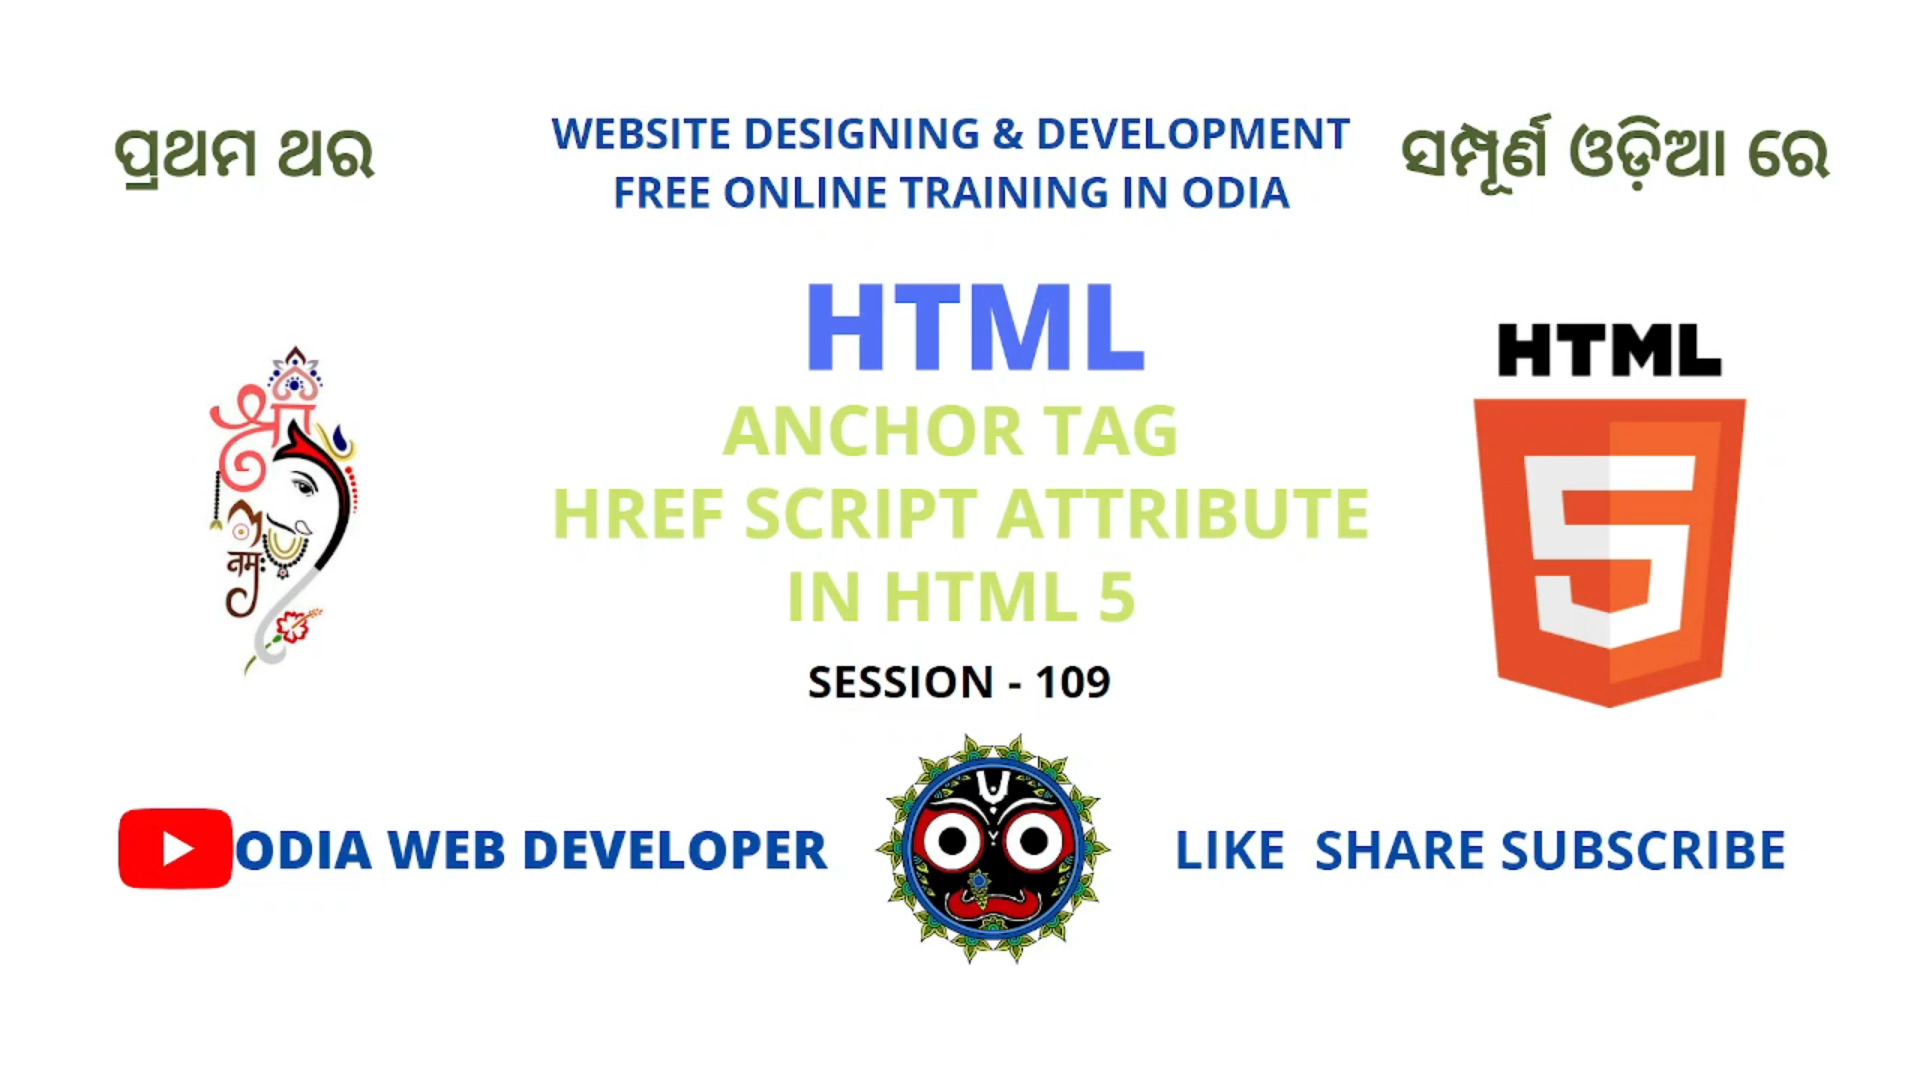 ପ୍ରଥମ ଥର
WEBSITE DESIGNING & DEVELOPMENT
FREE ONLINE TRAINING IN ODIA
ସମ୍ପୂର୍ଣ ଓଡ଼ିଆ ରେ
HTML
ANCHOR TAG
HREF SCRIPT ATTRIBUTE
IN HTML 5
SESSION - 109
श्री
नमः
HTML
5
ODIA WEB DEVELOPER
LIKE SHARE SUBSCRIBE